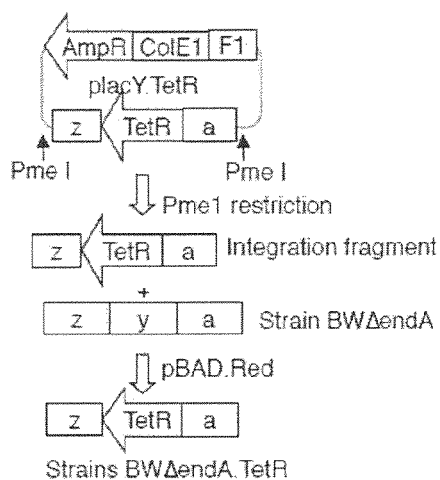 AmpR ColE1 F1
placY.TetR
z TetR a
Pme I Pme I
Pme1 restriction
z TetR a Integration fragment
+
z y a Strain BWΔendA
pBAD.Red
z TetR a
Strains BWΔendA.TetR